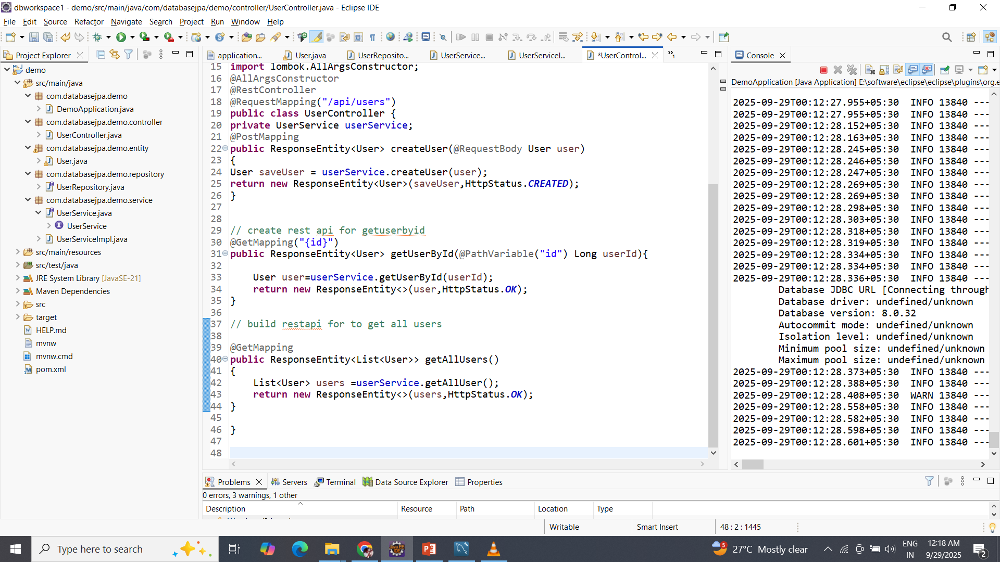 dbworkspace1 - demo/src/main/java/com/databasejpa/demo/controller/UserController.java - Eclipse IDE
File Edit Source Refactor Navigate Search Project Run Window Help
Project Explorer
demo
src/main/java
com.databasejpa.demo
DemoApplication.java
com.databasejpa.demo.controller
UserController.java
com.databasejpa.demo.entity
User.java
com.databasejpa.demo.repository
UserRepository.java
com.databasejpa.demo.service
UserService.java
UserService
UserServiceImpl.java
src/main/resources
src/test/java
JRE System Library [JavaSE-21]
Maven Dependencies
src
target
HELP.md
mvnw
mvnw.cmd
pom.xml
application... User.java UserReposito... UserService... UserServiceI... *UserControl... »1
15 import lombok.AllArgsConstructor;
16 @AllArgsConstructor
17 @RestController
18 @RequestMapping("/api/users")
19 public class UserController {
20 private UserService userService;
21 @PostMapping
22 public ResponseEntity<User> createUser(@RequestBody User user)
23 {
24 User saveUser = userService.createUser(user);
25 return new ResponseEntity<User>(saveUser,HttpStatus.CREATED);
26 }
27
28
29 // create rest api for getuserbyid
30 @GetMapping("{id}")
31 public ResponseEntity<User> getUserById(@PathVariable("id") Long userId){
32
33 User user=userService.getUserById(userId);
34 return new ResponseEntity<>(user,HttpStatus.OK);
35 }
36
37 // build restapi for to get all users
38
39 @GetMapping
40 public ResponseEntity<List<User>> getAllUsers()
41 {
42 List<User> users =userService.getAllUser();
43 return new ResponseEntity<>(users,HttpStatus.OK);
44 }
45
46 }
47
48
Console
DemoApplication [Java Application] E:\software\eclipse\eclipse\plugins\org.e
2025-09-29T00:12:27.955+05:30 INFO 13840 ---
2025-09-29T00:12:27.955+05:30 INFO 13840 ---
2025-09-29T00:12:28.152+05:30 INFO 13840 ---
2025-09-29T00:12:28.163+05:30 INFO 13840 ---
2025-09-29T00:12:28.245+05:30 INFO 13840 ---
2025-09-29T00:12:28.246+05:30 INFO 13840 ---
2025-09-29T00:12:28.247+05:30 INFO 13840 ---
2025-09-29T00:12:28.269+05:30 INFO 13840 ---
2025-09-29T00:12:28.269+05:30 INFO 13840 ---
2025-09-29T00:12:28.298+05:30 INFO 13840 ---
2025-09-29T00:12:28.303+05:30 INFO 13840 ---
2025-09-29T00:12:28.318+05:30 INFO 13840 ---
2025-09-29T00:12:28.319+05:30 INFO 13840 ---
2025-09-29T00:12:28.334+05:30 INFO 13840 ---
2025-09-29T00:12:28.334+05:30 INFO 13840 ---
2025-09-29T00:12:28.336+05:30 INFO 13840 ---
Database JDBC URL [Connecting through
Database driver: undefined/unknown
Database version: 8.0.32
Autocommit mode: undefined/unknown
Isolation level: undefined/unknown
Minimum pool size: undefined/unknown
Maximum pool size: undefined/unknown
2025-09-29T00:12:28.373+05:30 INFO 13840 ---
2025-09-29T00:12:28.388+05:30 INFO 13840 ---
2025-09-29T00:12:28.408+05:30 WARN 13840 ---
2025-09-29T00:12:28.558+05:30 INFO 13840 ---
2025-09-29T00:12:28.582+05:30 INFO 13840 ---
2025-09-29T00:12:28.598+05:30 INFO 13840 ---
2025-09-29T00:12:28.601+05:30 INFO 13840 ---
Problems Servers Terminal Data Source Explorer Properties
0 errors, 3 warnings, 1 other
Description Resource Path Location Type
Writable Smart Insert 48 : 2 : 1445
Type here to search
5 27°C Mostly clear ENG IN 12:18 AM 9/29/2025 2